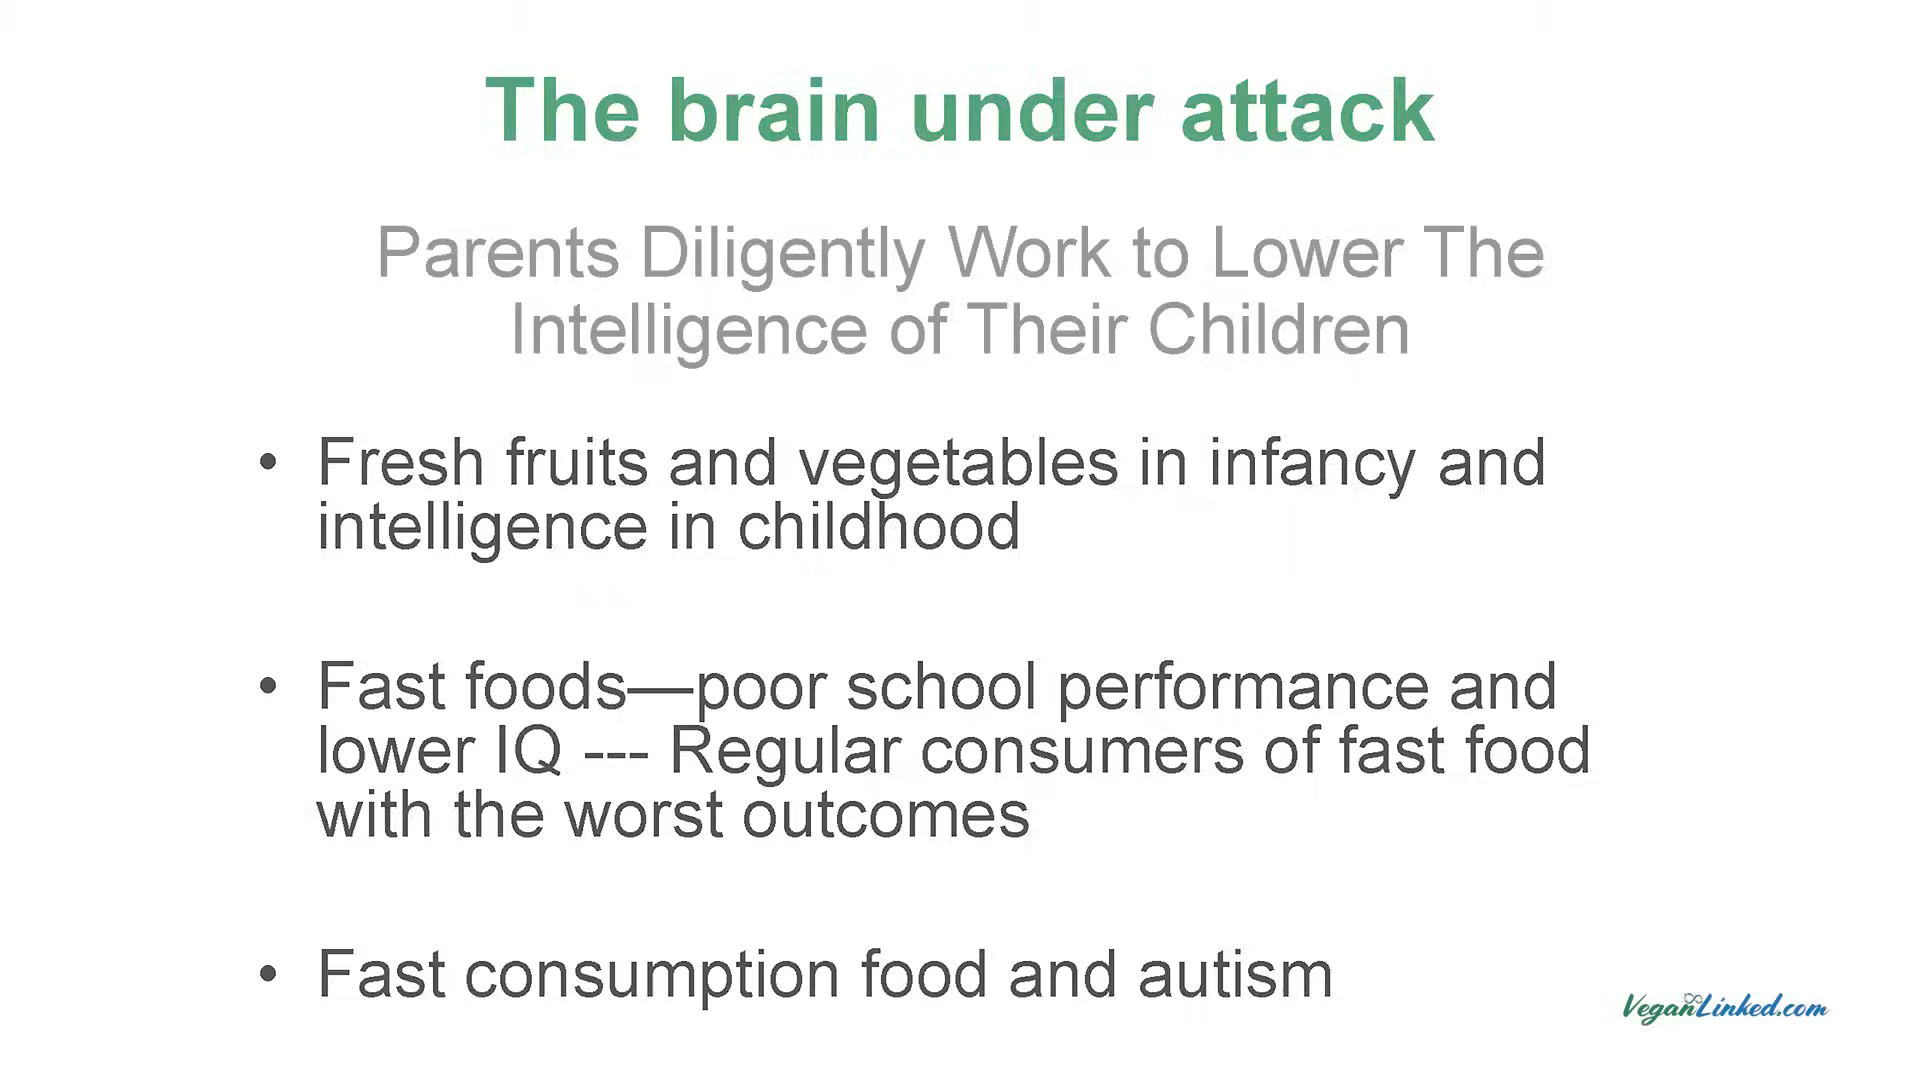 The brain under attack
Parents Diligently Work to Lower The
Intelligence of Their Children
• Fresh fruits and vegetables in infancy and
intelligence in childhood
• Fast foods—poor school performance and
lower IQ --- Regular consumers of fast food
with the worst outcomes
• Fast consumption food and autism
VeganLinked.com